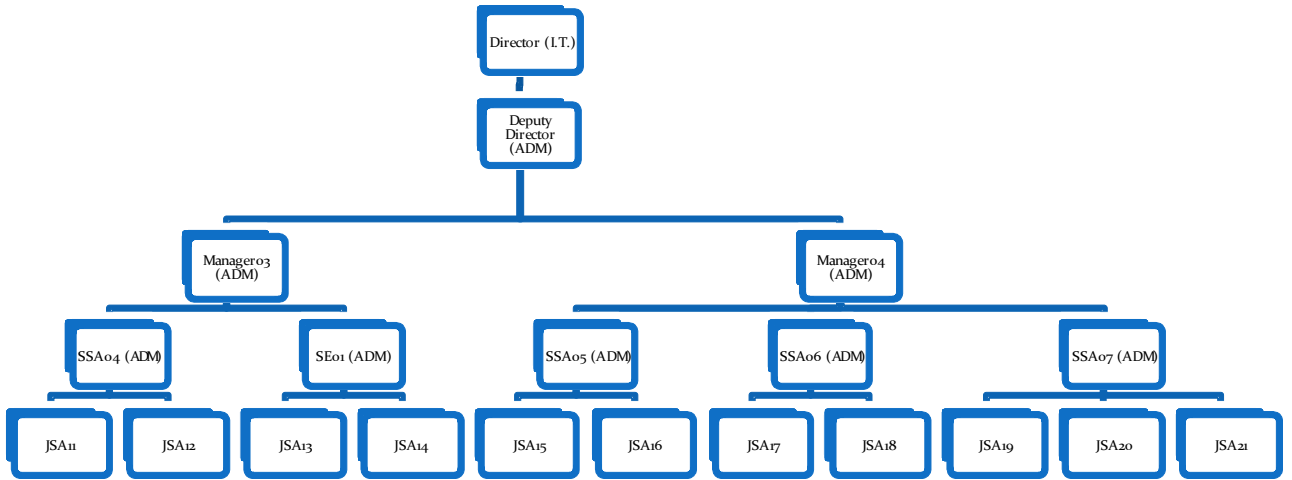 Director (I.T.)
Deputy
Director
(ADM)
Manager03
(ADM)
Manager04
(ADM)
SSA04 (ADM)
SE01 (ADM)
SSA05 (ADM)
SSA06 (ADM)
SSA07 (ADM)
JSA11
JSA12
JSA13
JSA14
JSA15
JSA16
JSA17
JSA18
JSA19
JSA20
JSA21